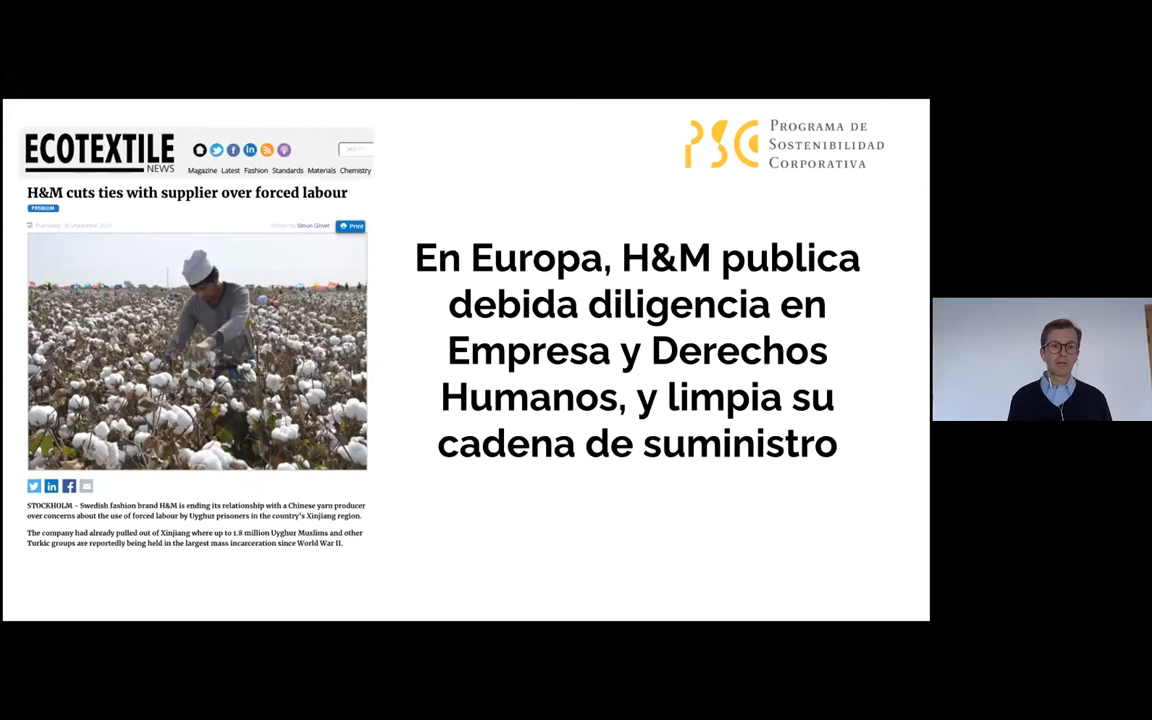 ECOTEXTILE
NEWS
Magazine Latest Fashion Standards Materials Chemistry
H&M cuts ties with supplier over forced labour
PREMIUM
Simon Glover
Print
STOCKHOLM – Swedish fashion brand H&M is ending its relationship with a Chinese yarn producer
over concerns about the use of forced labour by Uyghur prisoners in the country's Xinjiang region.
The company had already pulled out of Xinjiang where up to 1.8 million Uyghur Muslims and other
Turkic groups are reportedly being held in the largest mass incarceration since World War II.
PSC
PROGRAMA DE
SOSTENIBILIDAD
CORPORATIVA
En Europa, H&M publica
debida diligencia en
Empresa y Derechos
Humanos, y limpia su
cadena de suministro